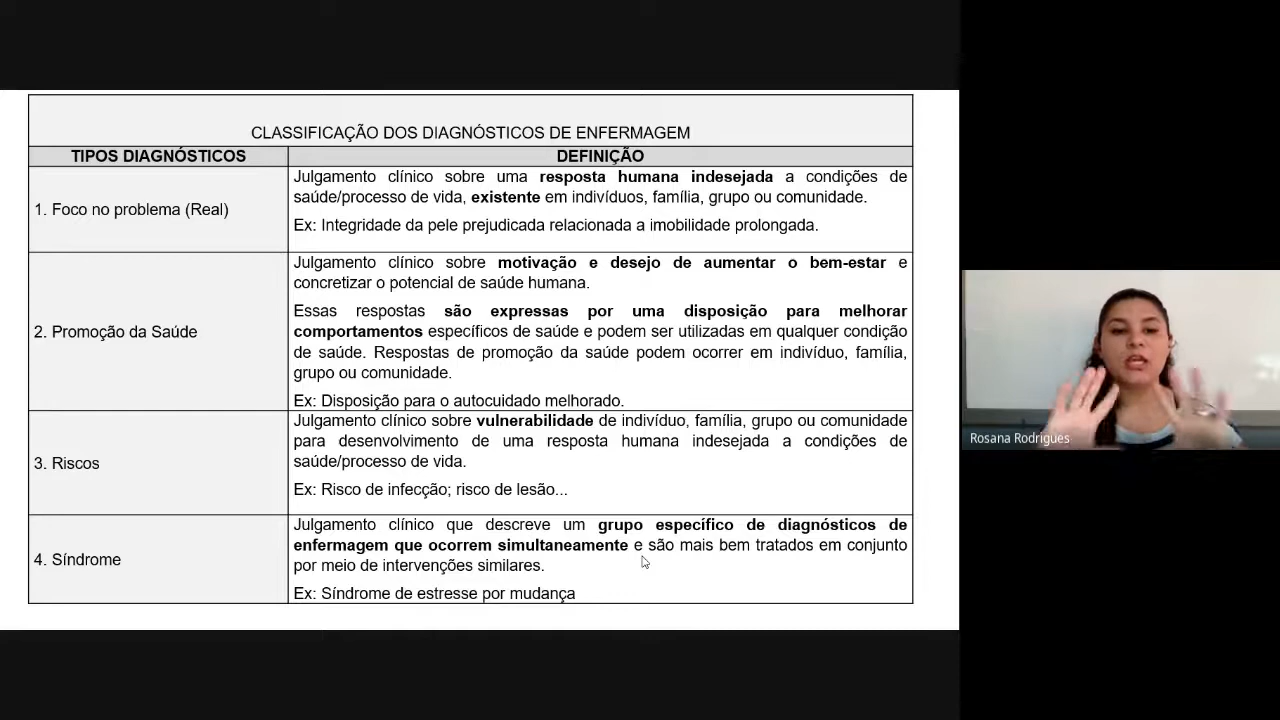 CLASSIFICAÇÃO DOS DIAGNÓSTICOS DE ENFERMAGEM
TIPOS DIAGNÓSTICOS
DEFINIÇÃO
1. Foco no problema (Real)
Julgamento clínico sobre uma resposta humana indesejada a condições de
saúde/processo de vida, existente em indivíduos, família, grupo ou comunidade.
Ex: Integridade da pele prejudicada relacionada a imobilidade prolongada.
2. Promoção da Saúde
Julgamento clínico sobre motivação e desejo de aumentar o bem-estar e
concretizar o potencial de saúde humana.
Essas respostas são expressas por uma disposição para melhorar
comportamentos específicos de saúde e podem ser utilizadas em qualquer condição
de saúde. Respostas de promoção da saúde podem ocorrer em indivíduo, família,
grupo ou comunidade.
Ex: Disposição para o autocuidado melhorado.
3. Riscos
Julgamento clínico sobre vulnerabilidade de indivíduo, família, grupo ou comunidade
para desenvolvimento de uma resposta humana indesejada a condições de
saúde/processo de vida.
Ex: Risco de infecção; risco de lesão...
4. Síndrome
Julgamento clínico que descreve um grupo específico de diagnósticos de
enfermagem que ocorrem simultaneamente e são mais bem tratados em conjunto
por meio de intervenções similares.
Ex: Síndrome de estresse por mudança
Rosana Rodrigues